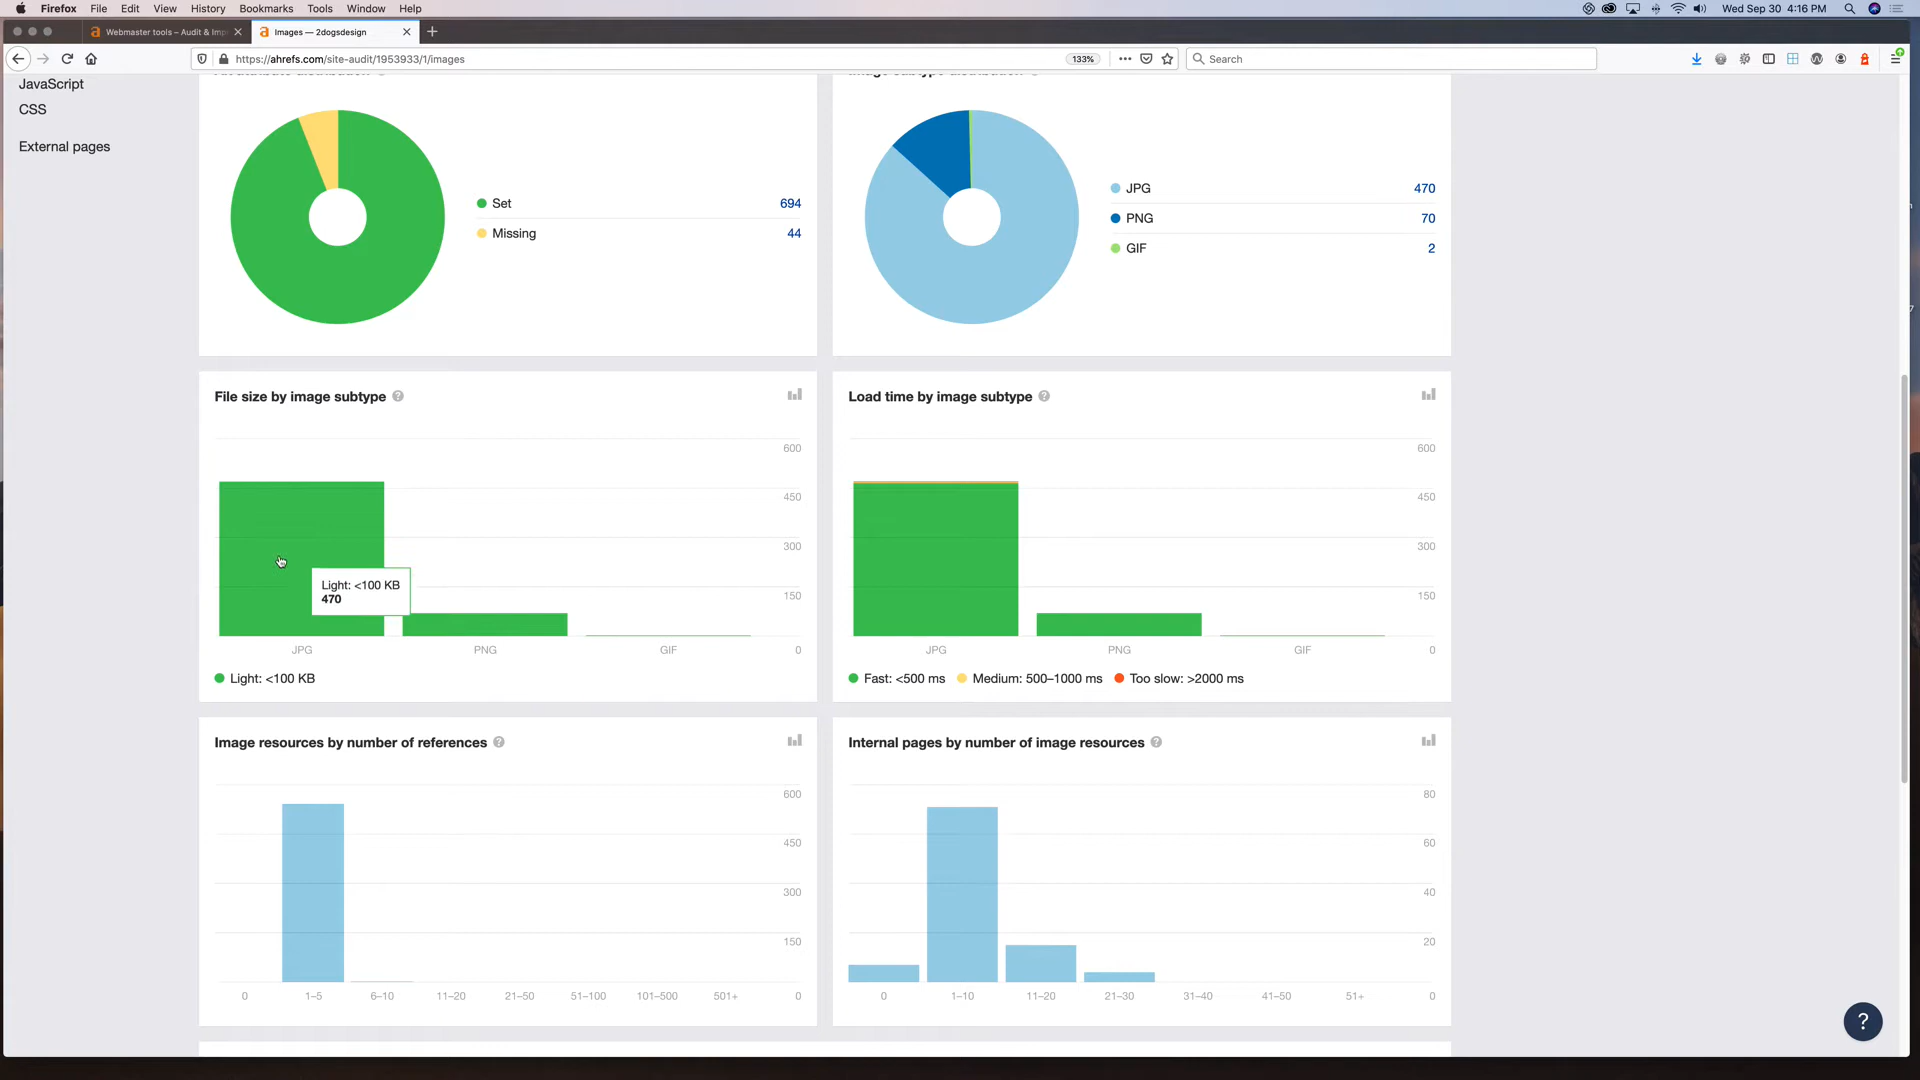 Firefox File Edit View History Bookmarks Tools Window Help Wed Sep 30 4:16 PM
Webmaster tools – Audit & Imp Images — 2dogsdesign
https://ahrefs.com/site-audit/1953933/1/images 133% Search
JavaScript
CSS
External pages
Set 694
Missing 44
JPG 470
PNG 70
GIF 2
File size by image subtype ?
600
450
300
150
0
Light: <100 KB
470
JPG PNG GIF
Light: <100 KB
Load time by image subtype ?
600
450
300
150
0
JPG PNG GIF
Fast: <500 ms Medium: 500–1000 ms Too slow: >2000 ms
Image resources by number of references ?
600
450
300
150
0 1–5 6–10 11–20 21–50 51–100 101–500 501+ 0
Internal pages by number of image resources ?
80
60
40
20
0 1–10 11–20 21–30 31–40 41–50 51+ 0
?